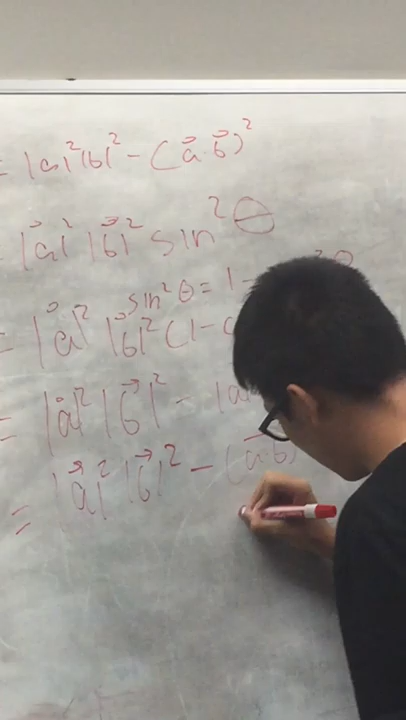 = |a|²|b|² - (a⃗·b⃗)²
= |a⃗|² |b⃗|² sin²θ
sin²θ = 1 -
= |a⃗|² |b⃗|² (1 -
= |a⃗|² |b⃗|² - |a
= |a⃗|² |b⃗|² - (a⃗·b⃗)